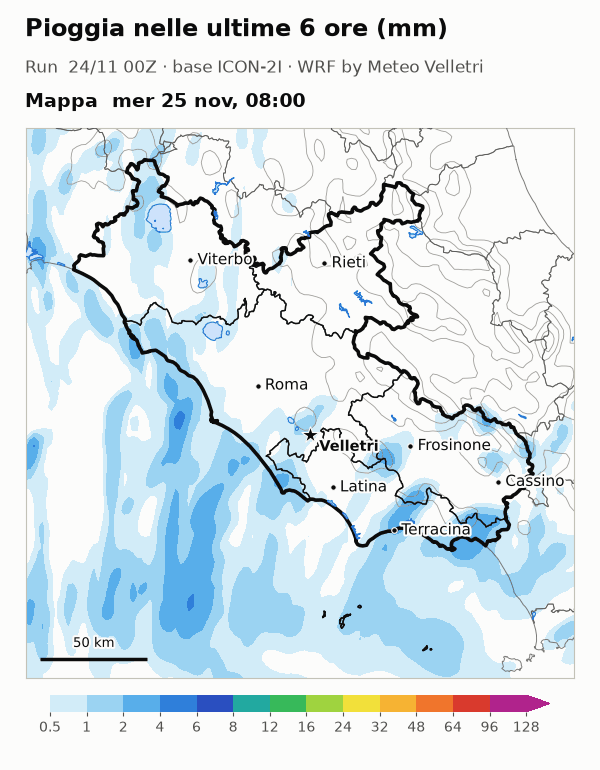 Pioggia nelle ultime 6 ore (mm)
Run  24/11 00Z · base ICON-2I · WRF by Meteo Velletri
Mappa  mer 25 nov, 08:00
Viterbo
Rieti
Roma
Velletri
Frosinone
Cassino
Latina
Terracina
50 km
0.5 1 2 4 6 8 12 16 24 32 48 64 96 128